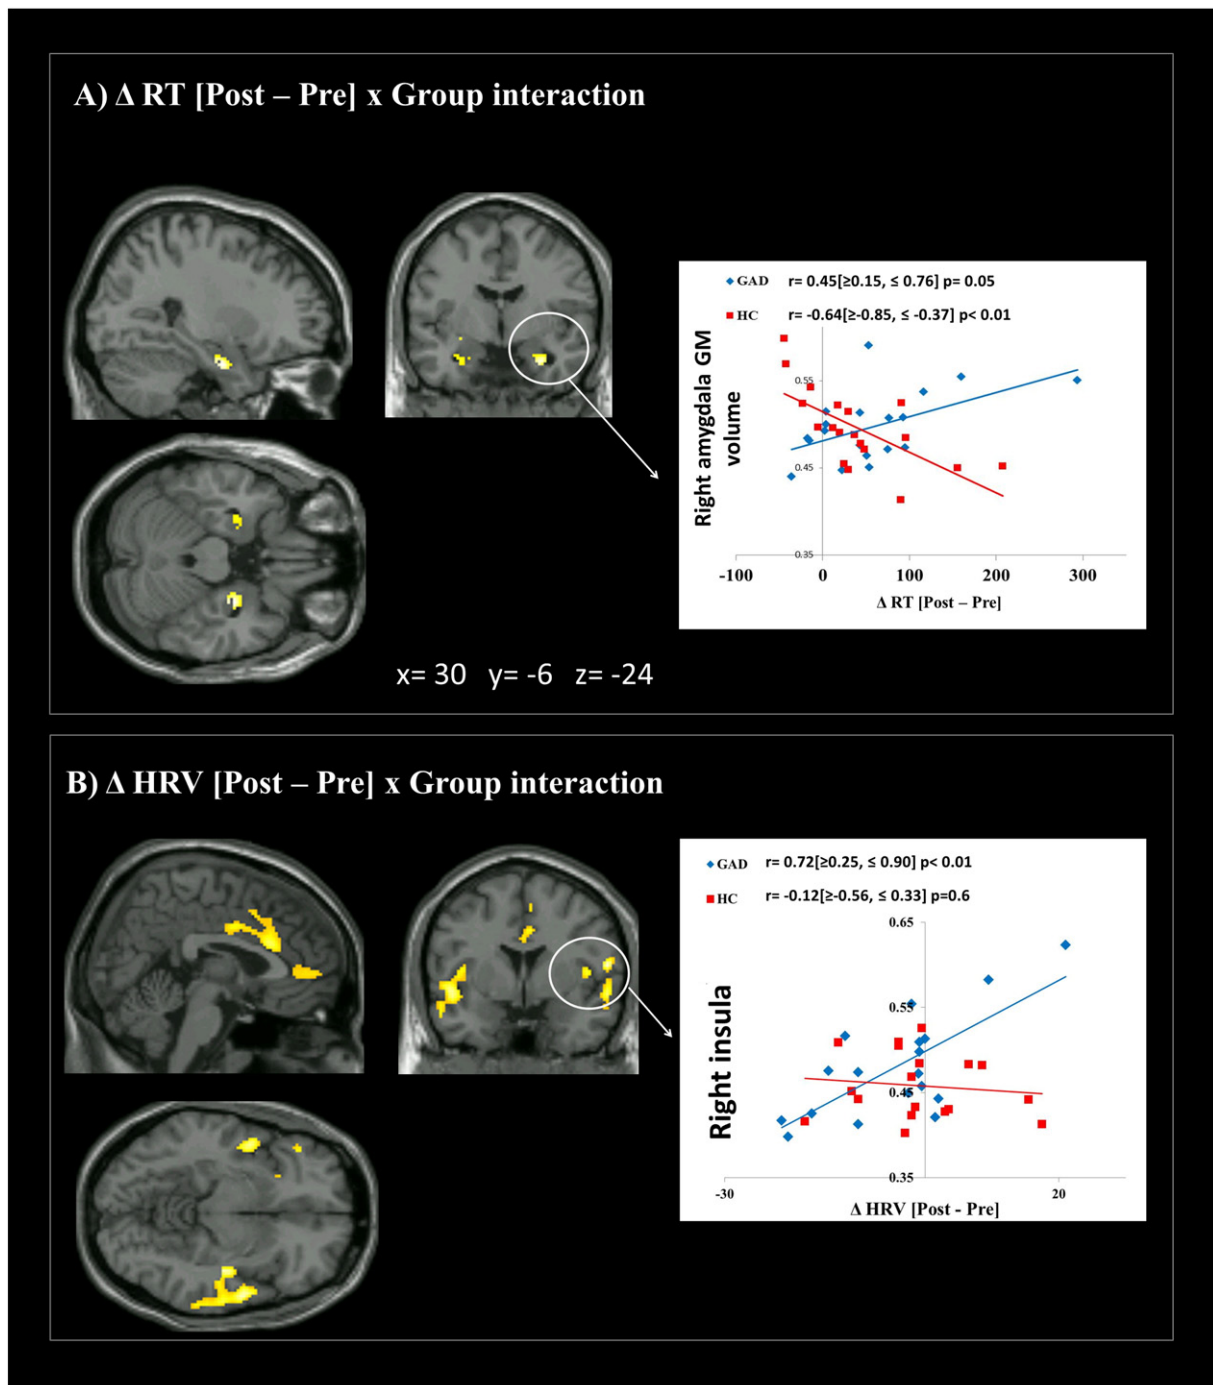 A) Δ RT [Post – Pre] x Group interaction
GAD r= 0.45[≥0.15, ≤ 0.76] p= 0.05
HC r= -0.64[≥-0.85, ≤ -0.37] p< 0.01
Right amygdala GM
volume
0.55
0.45
0.35
-100 0 100 200 300
Δ RT [Post – Pre]
x= 30 y= -6 z= -24
B) Δ HRV [Post – Pre] x Group interaction
GAD r= 0.72[≥0.25, ≤ 0.90] p< 0.01
HC r= -0.12[≥-0.56, ≤ 0.33] p=0.6
Right insula
0.65
0.55
0.45
0.35
-30 20
Δ HRV [Post - Pre]